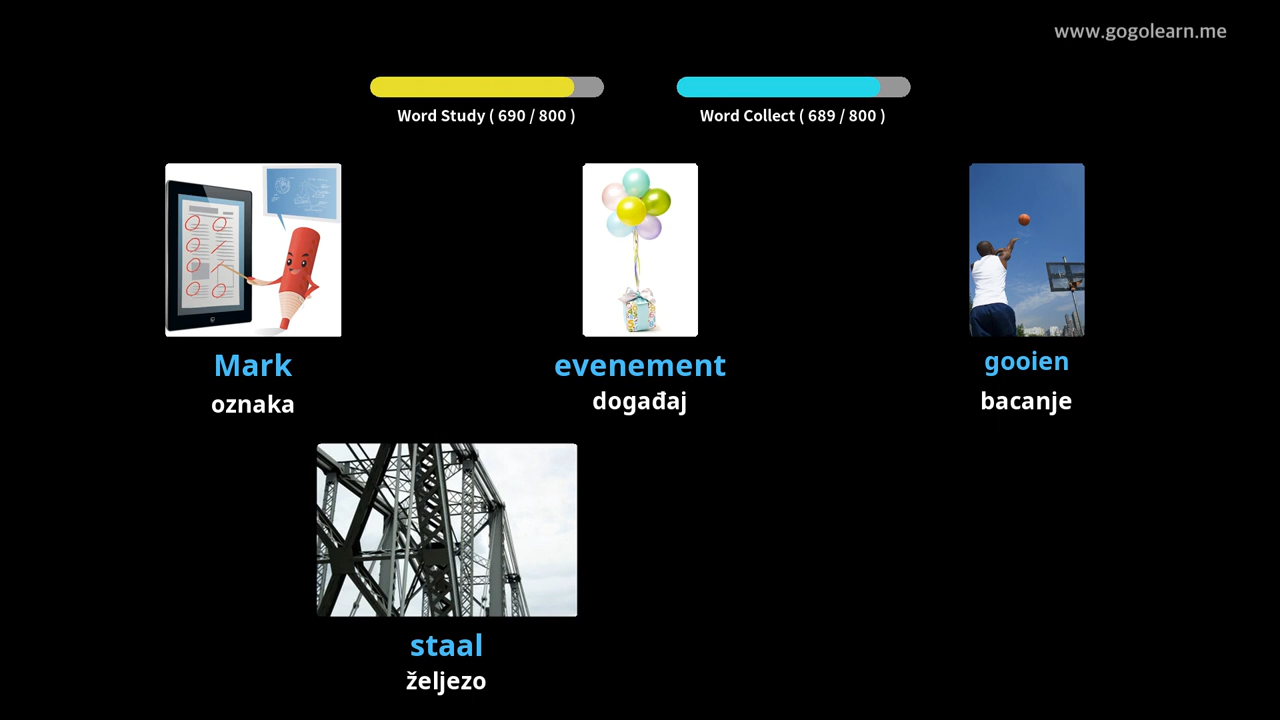 www.gogolearn.me
Word Study ( 690 / 800 )
Word Collect ( 689 / 800 )
Mark
evenement
gooien
oznaka
događaj
bacanje
staal
željezo